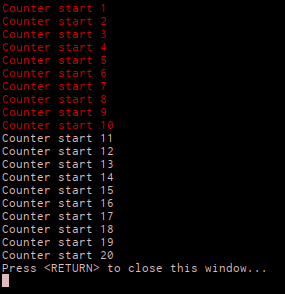 Counter start 1
Counter start 2
Counter start 3
Counter start 4
Counter start 5
Counter start 6
Counter start 7
Counter start 8
Counter start 9
Counter start 10
Counter start 11
Counter start 12
Counter start 13
Counter start 14
Counter start 15
Counter start 16
Counter start 17
Counter start 18
Counter start 19
Counter start 20
Press <RETURN> to close this window...